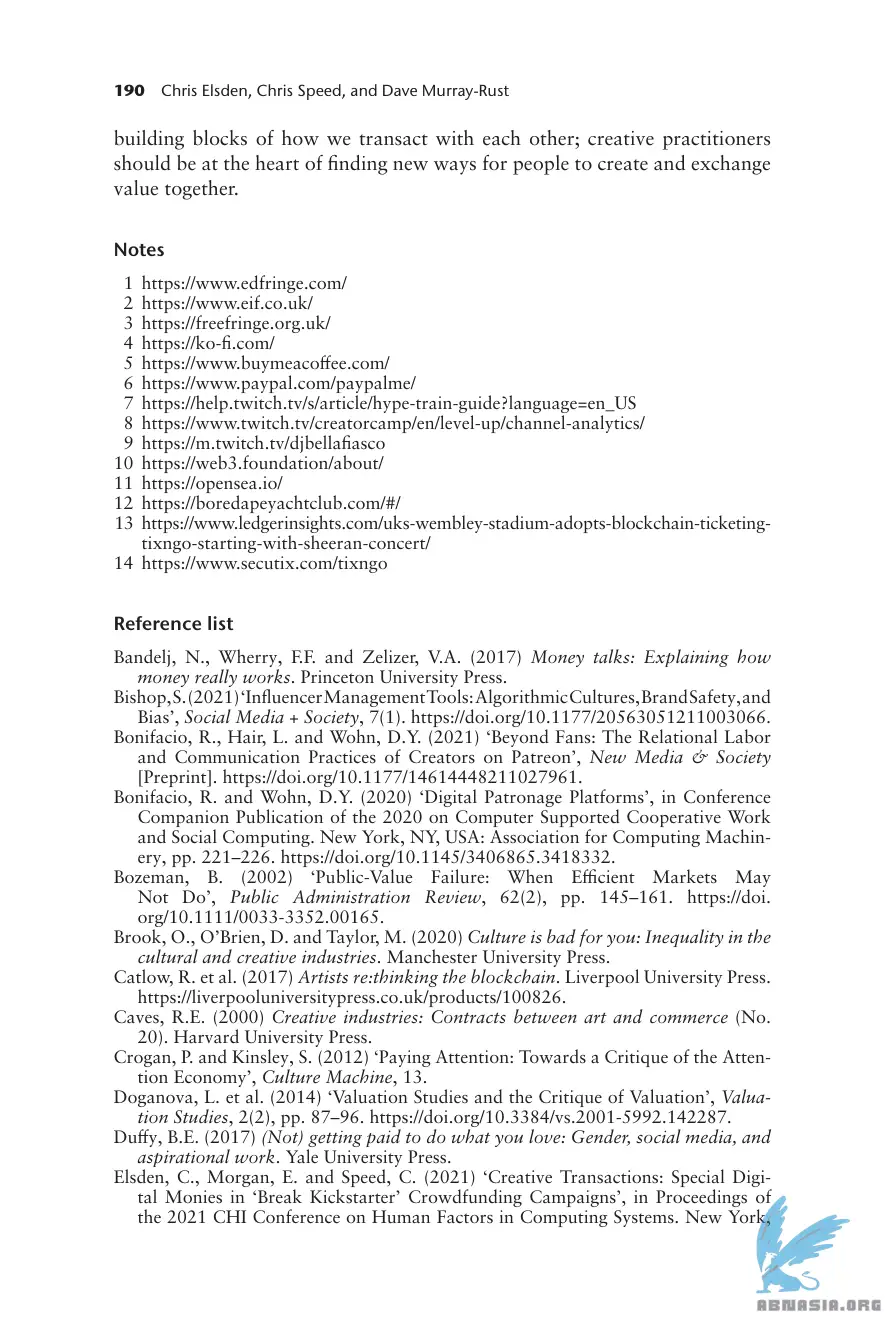 190 Chris Elsden, Chris Speed, and Dave Murray-Rust
building blocks of how we transact with each other; creative practitioners
should be at the heart of finding new ways for people to create and exchange
value together.
Notes
1 https://www.edfringe.com/
2 https://www.eif.co.uk/
3 https://freefringe.org.uk/
4 https://ko-fi.com/
5 https://www.buymeacoffee.com/
6 https://www.paypal.com/paypalme/
7 https://help.twitch.tv/s/article/hype-train-guide?language=en_US
8 https://www.twitch.tv/creatorcamp/en/level-up/channel-analytics/
9 https://m.twitch.tv/djbellafiasco
10 https://web3.foundation/about/
11 https://opensea.io/
12 https://boredapeyachtclub.com/#/
13 https://www.ledgerinsights.com/uks-wembley-stadium-adopts-blockchain-ticketing-
tixngo-starting-with-sheeran-concert/
14 https://www.secutix.com/tixngo
Reference list
Bandelj, N., Wherry, F.F. and Zelizer, V.A. (2017) Money talks: Explaining how
money really works. Princeton University Press.
Bishop, S. (2021) ‘Influencer Management Tools: Algorithmic Cultures, Brand Safety, and
Bias’, Social Media + Society, 7(1). https://doi.org/10.1177/20563051211003066.
Bonifacio, R., Hair, L. and Wohn, D.Y. (2021) ‘Beyond Fans: The Relational Labor
and Communication Practices of Creators on Patreon’, New Media & Society
[Preprint]. https://doi.org/10.1177/14614448211027961.
Bonifacio, R. and Wohn, D.Y. (2020) ‘Digital Patronage Platforms’, in Conference
Companion Publication of the 2020 on Computer Supported Cooperative Work
and Social Computing. New York, NY, USA: Association for Computing Machin-
ery, pp. 221–226. https://doi.org/10.1145/3406865.3418332.
Bozeman, B. (2002) ‘Public-Value Failure: When Efficient Markets May
Not Do’, Public Administration Review, 62(2), pp. 145–161. https://doi.
org/10.1111/0033-3352.00165.
Brook, O., O’Brien, D. and Taylor, M. (2020) Culture is bad for you: Inequality in the
cultural and creative industries. Manchester University Press.
Catlow, R. et al. (2017) Artists re:thinking the blockchain. Liverpool University Press.
https://liverpooluniversitypress.co.uk/products/100826.
Caves, R.E. (2000) Creative industries: Contracts between art and commerce (No.
20). Harvard University Press.
Crogan, P. and Kinsley, S. (2012) ‘Paying Attention: Towards a Critique of the Atten-
tion Economy’, Culture Machine, 13.
Doganova, L. et al. (2014) ‘Valuation Studies and the Critique of Valuation’, Valua-
tion Studies, 2(2), pp. 87–96. https://doi.org/10.3384/vs.2001-5992.142287.
Duffy, B.E. (2017) (Not) getting paid to do what you love: Gender, social media, and
aspirational work. Yale University Press.
Elsden, C., Morgan, E. and Speed, C. (2021) ‘Creative Transactions: Special Digi-
tal Monies in ‘Break Kickstarter’ Crowdfunding Campaigns’, in Proceedings of
the 2021 CHI Conference on Human Factors in Computing Systems. New York,
ABNASIA.ORG